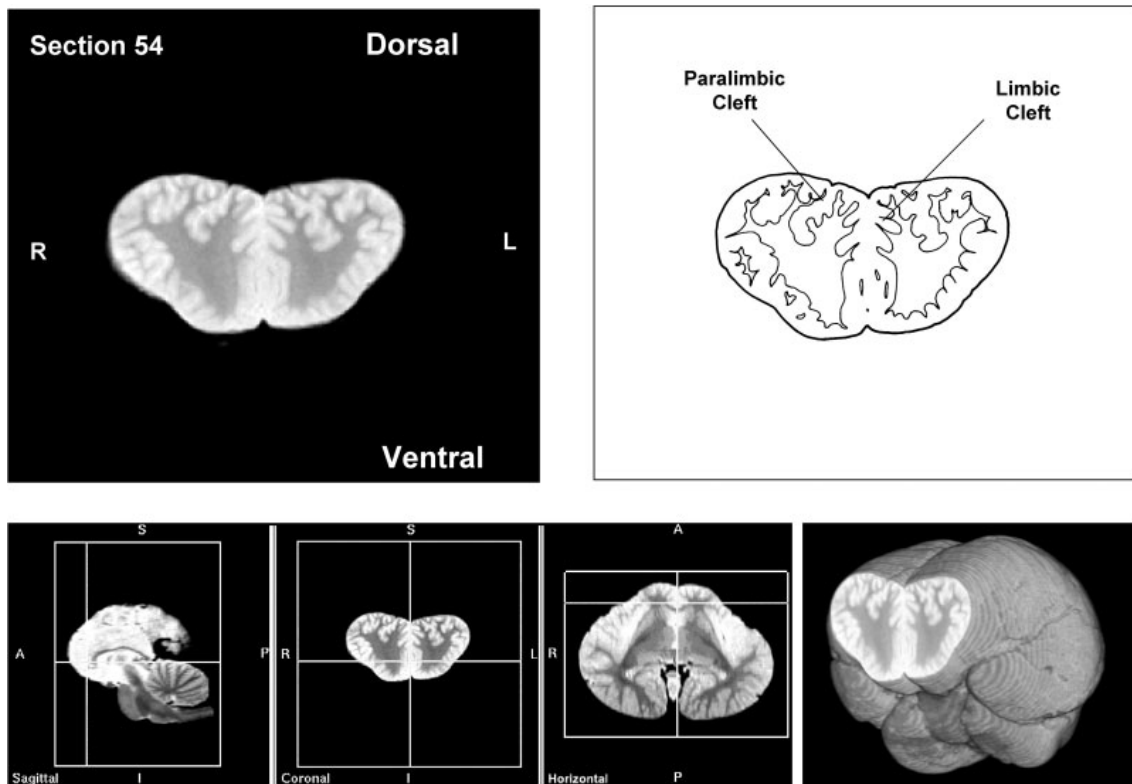 Section 54
Dorsal
R
L
Ventral
Paralimbic
Cleft
Limbic
Cleft
S
A
P
Sagittal
I
S
R
L
Coronal
I
A
R
Horizontal
P